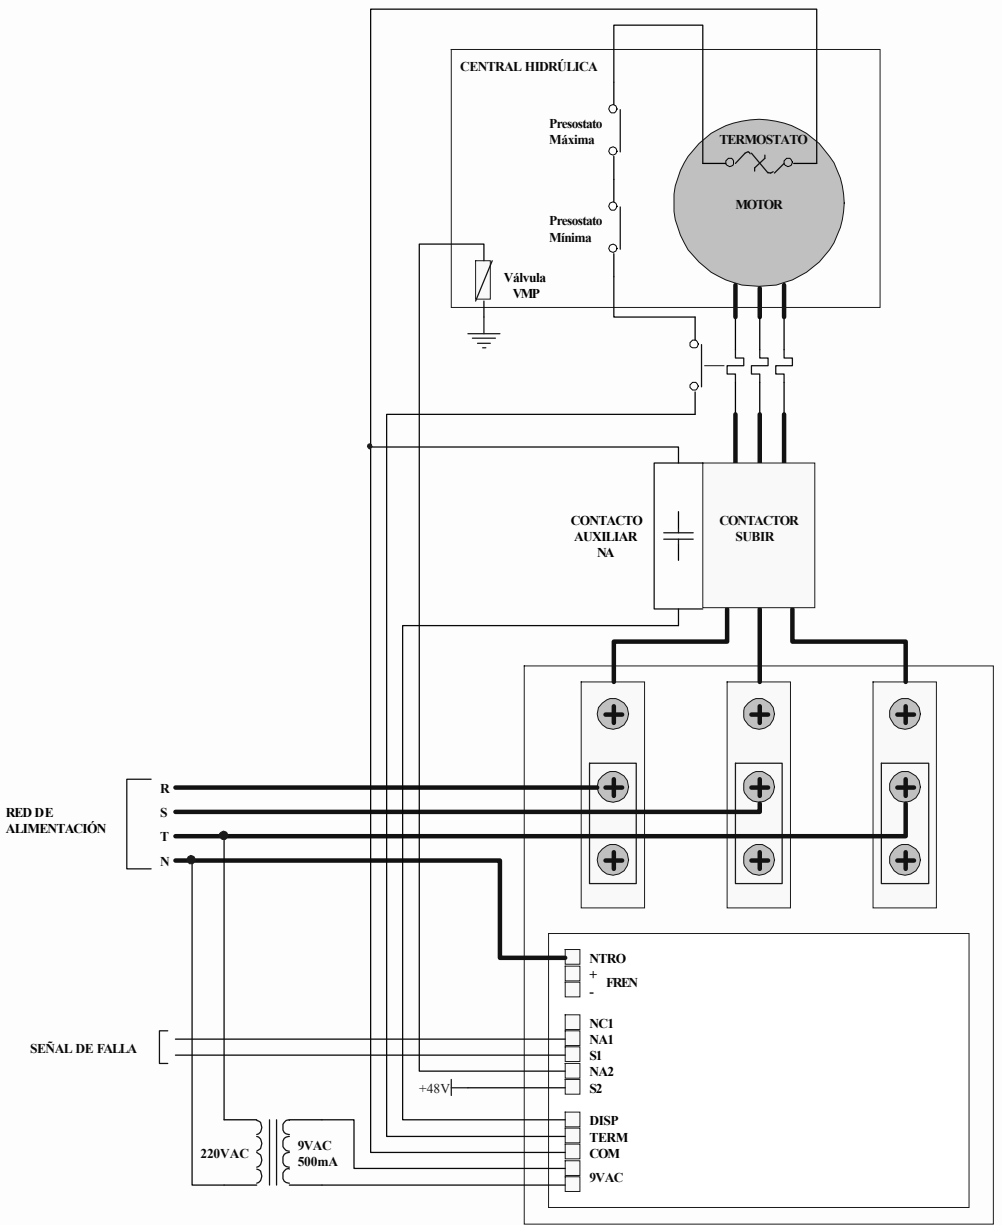 CENTRAL HIDRÚLICA
Presostato
Máxima
TERMOSTATO
MOTOR
Presostato
Mínima
Válvula
VMP
CONTACTO
AUXILIAR
NA
CONTACTOR
SUBIR
RED DE
ALIMENTACIÓN
R
S
T
N
NTRO
+
FREN
-
SEÑAL DE FALLA
NC1
NA1
S1
NA2
+48V
S2
DISP
TERM
COM
9VAC
220VAC
9VAC
500mA